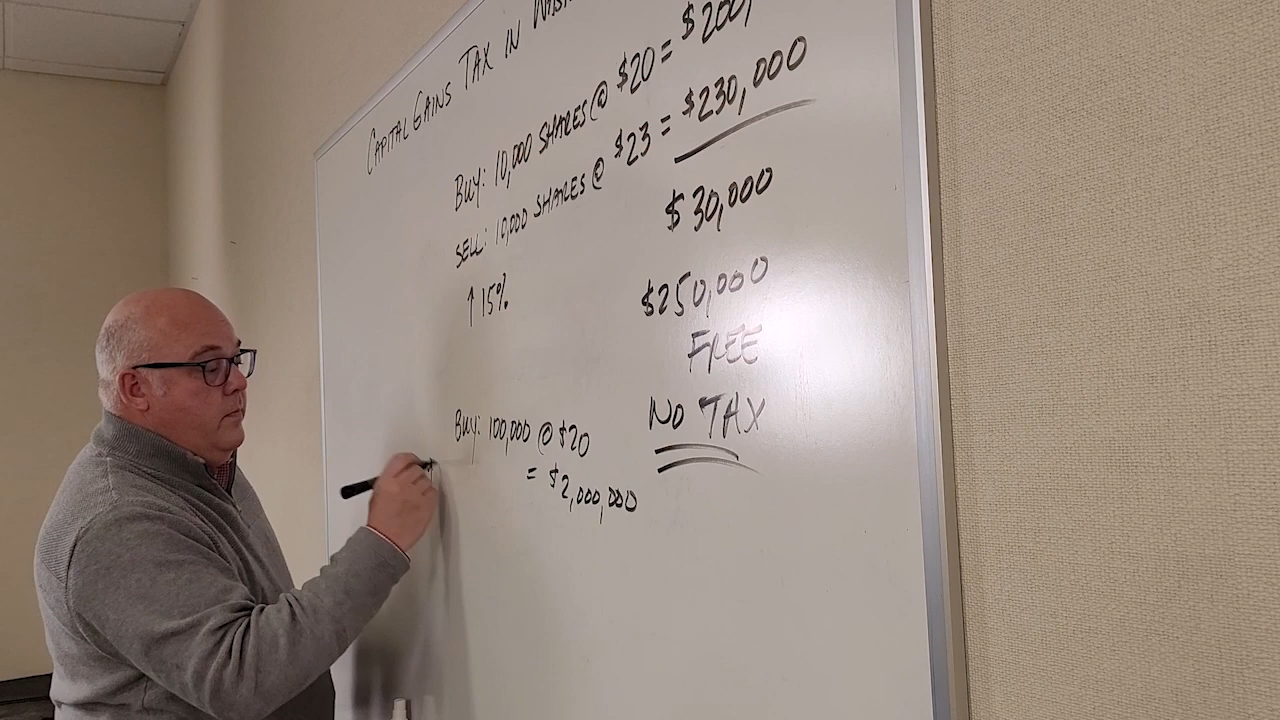 CAPITAL GAINS TAX IN
BUY: 10,000 SHARES @ $20 = $200,
SELL: 10,000 SHARES @ $23 = $230,000
$30,000
↑ 15%
$250,000
FREE
NO TAX
BUY: 100,000 @ $20
= $2,000,000